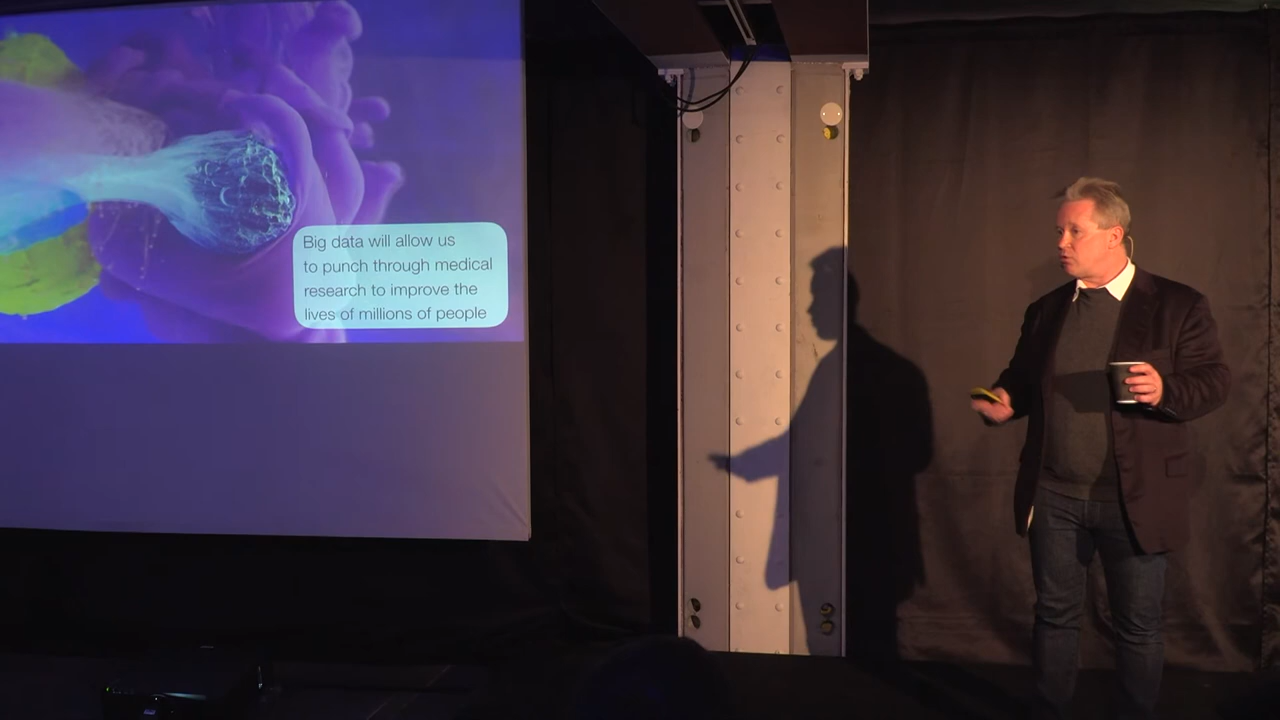 Big data will allow us
to punch through medical
research to improve the
lives of millions of people